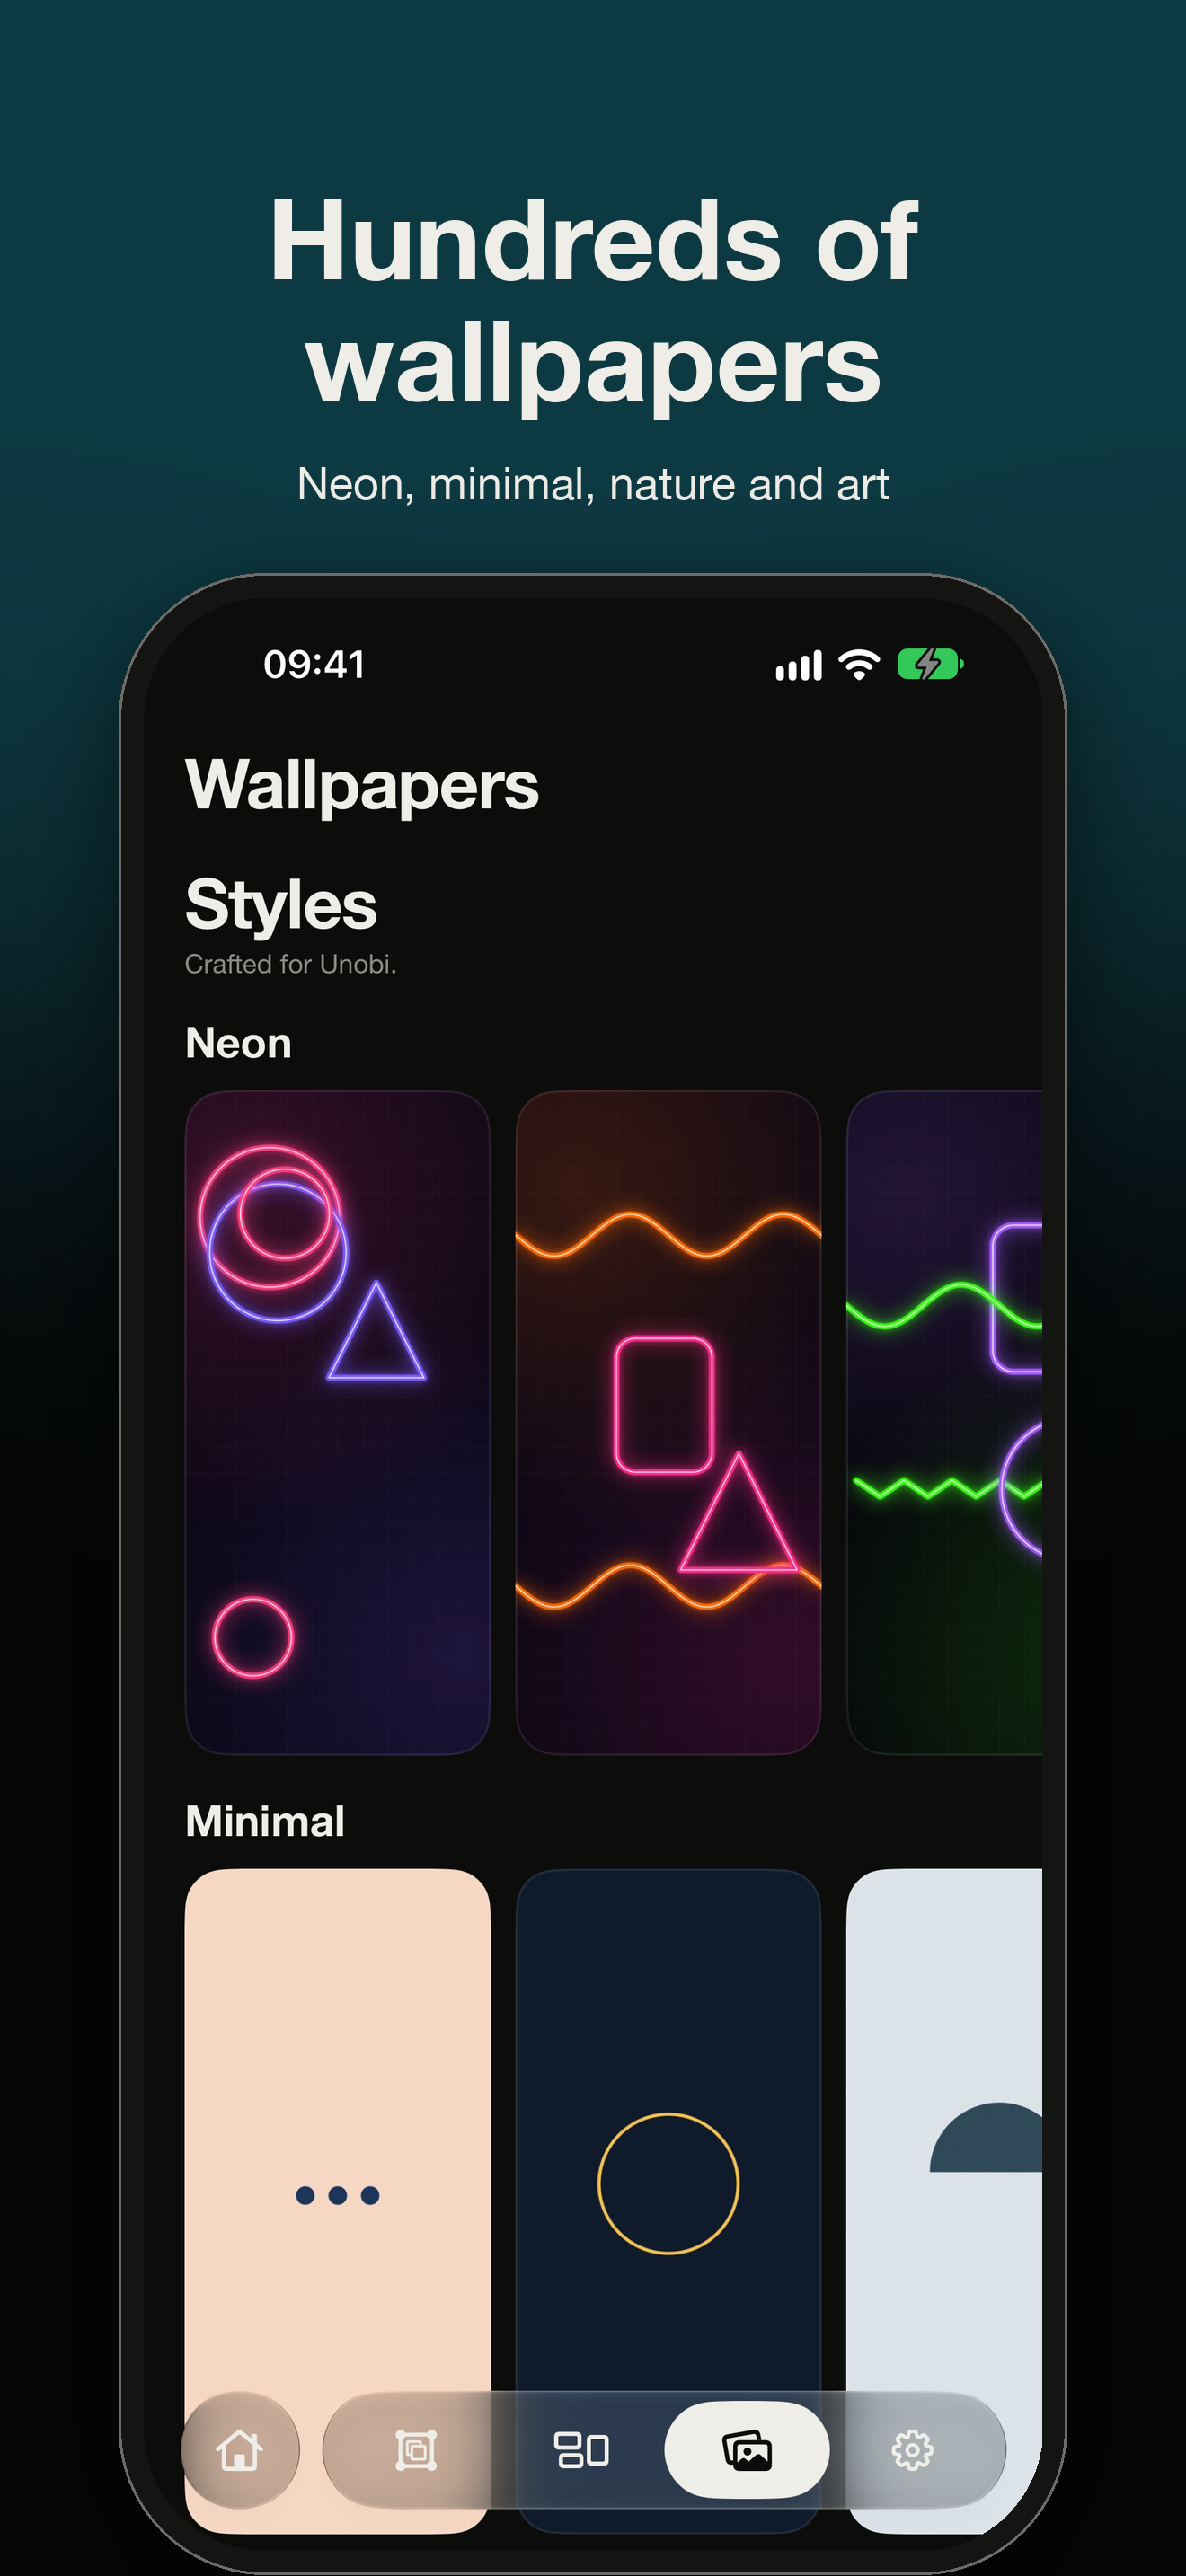 Hundreds of
wallpapers
Neon, minimal, nature and art
09:41
Wallpapers
Styles
Crafted for Unobi.
Neon
Minimal